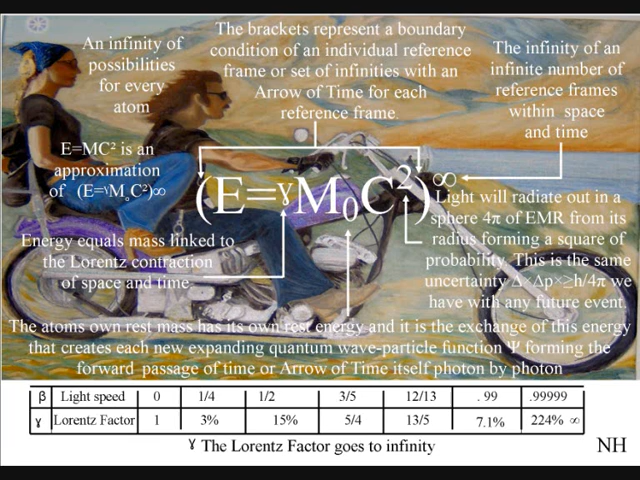 An infinity of
possibilities
for every
atom
The brackets represent a boundary
condition of an individual reference
frame or set of infinities with an
Arrow of Time for each
reference frame.
The infinity of an
infinite number of
reference frames
within space
and time
E=MC² is an
approximation
of (E=ˠM˳C²)∞
(E=ˠM₀C²)∞
Energy equals mass linked to
the Lorentz contraction
of space and time
Light will radiate out in a
sphere 4π of EMR from its
radius forming a square of
probability. This is the same
uncertainty Δ×Δp×≥h/4π we
have with any future event.
The atoms own rest mass has its own rest energy and it is the exchange of this energy
that creates each new expanding quantum wave-particle function Ψ forming the
forward passage of time or Arrow of Time itself photon by photon
β Light speed 0 1/4 1/2 3/5 12/13 . 99 .99999
ɣ Lorentz Factor 1 3% 15% 5/4 13/5 7.1% 224% ∞
ɣ The Lorentz Factor goes to infinity
NH